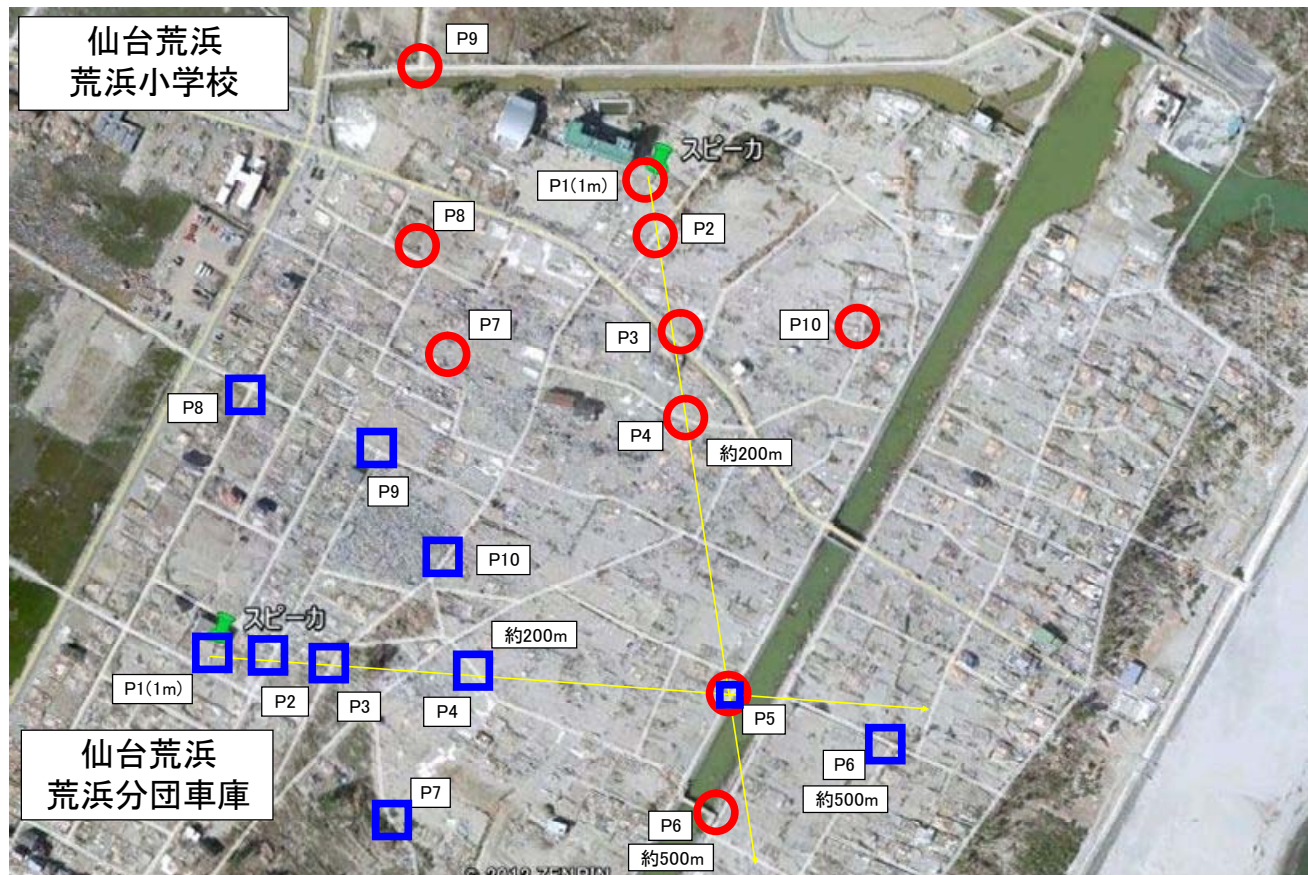 仙台荒浜
荒浜小学校
P9
スピーカ
P1(1m)
P2
P8
P3
P7
P10
P4
約200m
P8
P9
P10
スピーカ
約200m
P1(1m)
P2
P3
P4
P5
P6
約500m
仙台荒浜
荒浜分団車庫
P7
P6
約500m
© 2013 ZENRIN